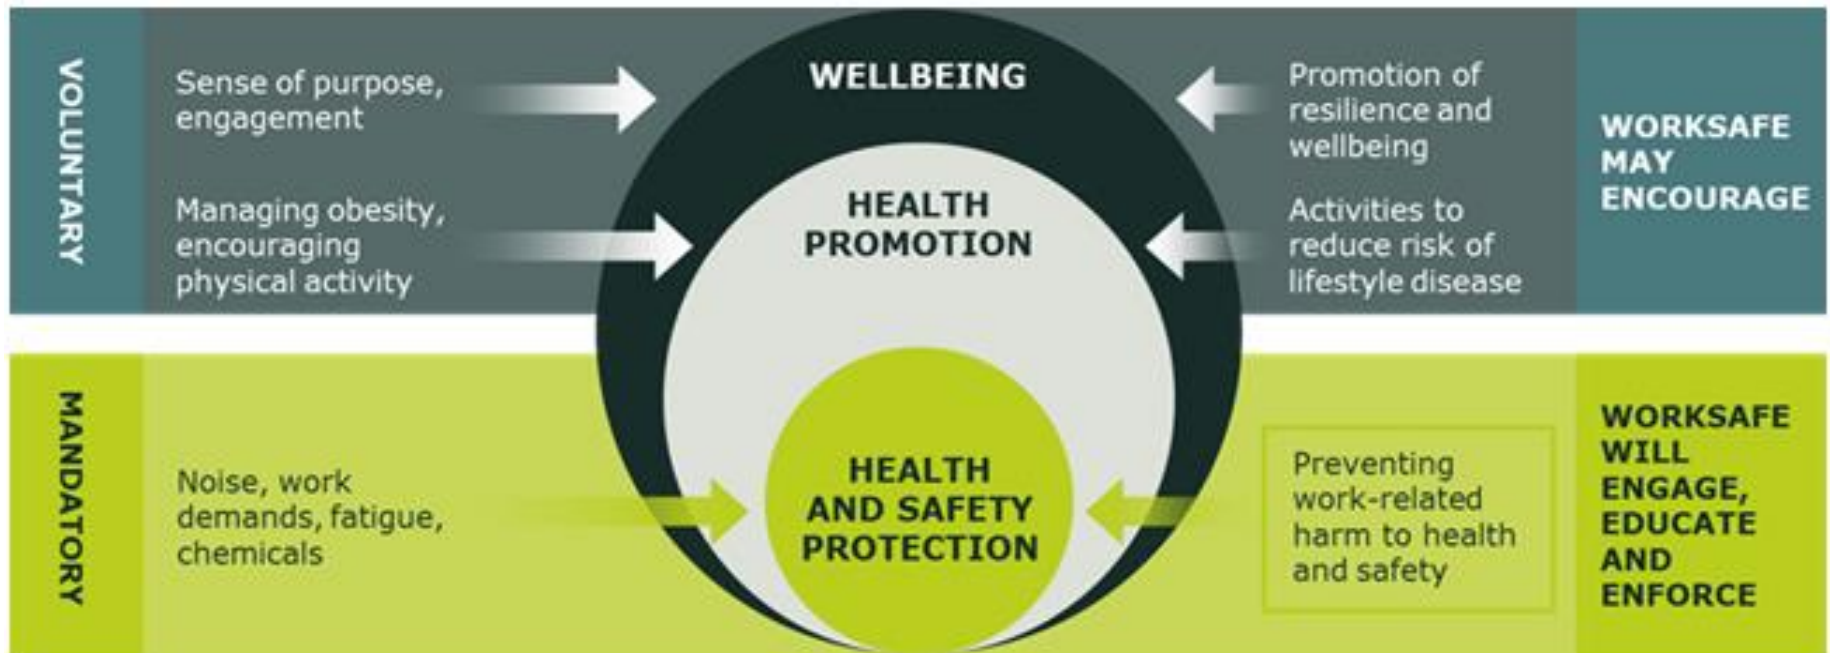 VOLUNTARY
Sense of purpose,
engagement
Managing obesity,
encouraging
physical activity
WELLBEING
HEALTH
PROMOTION
Promotion of
resilience and
wellbeing
Activities to
reduce risk of
lifestyle disease
WORKSAFE
MAY
ENCOURAGE
MANDATORY
Noise, work
demands, fatigue,
chemicals
HEALTH
AND SAFETY
PROTECTION
Preventing
work-related
harm to health
and safety
WORKSAFE
WILL
ENGAGE,
EDUCATE
AND
ENFORCE